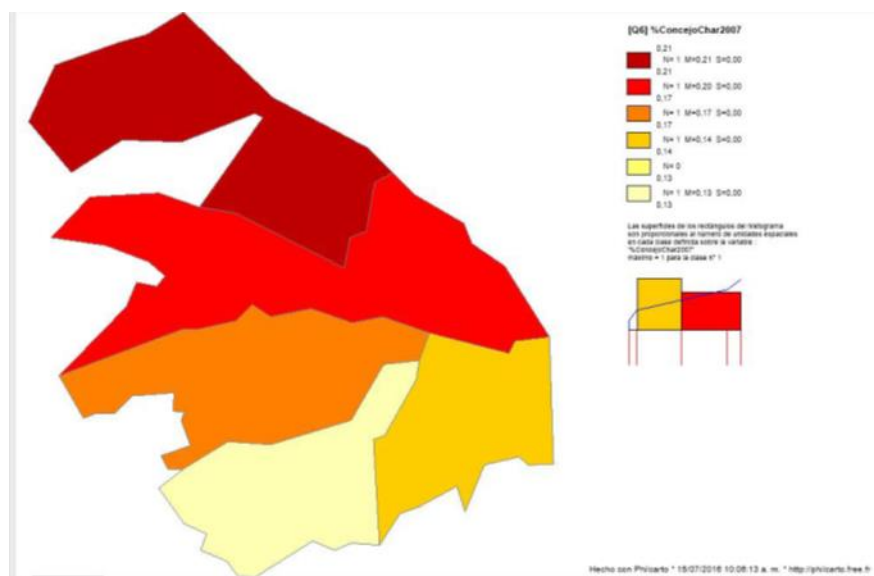 [Q6] %ConcejoChar2007
0,21
N= 1 M=0,21 S=0,00
0,21
N= 1 M=0,20 S=0,00
0,17
N= 1 M=0,17 S=0,00
0,17
N= 1 M=0,14 S=0,00
0,14
N= 0
0,13
N= 1 M=0,13 S=0,00
0,13
Las superficies de los rectángulos del histograma
son proporcionales al número de unidades espaciales
en cada clase definida sobre la variable :
"%ConcejoChar2007"
máximo = 1 para la clase n° 1
Hecho con Philcarto * 15/07/2016 10:06:13 a. m. * http://philcarto.free.fr